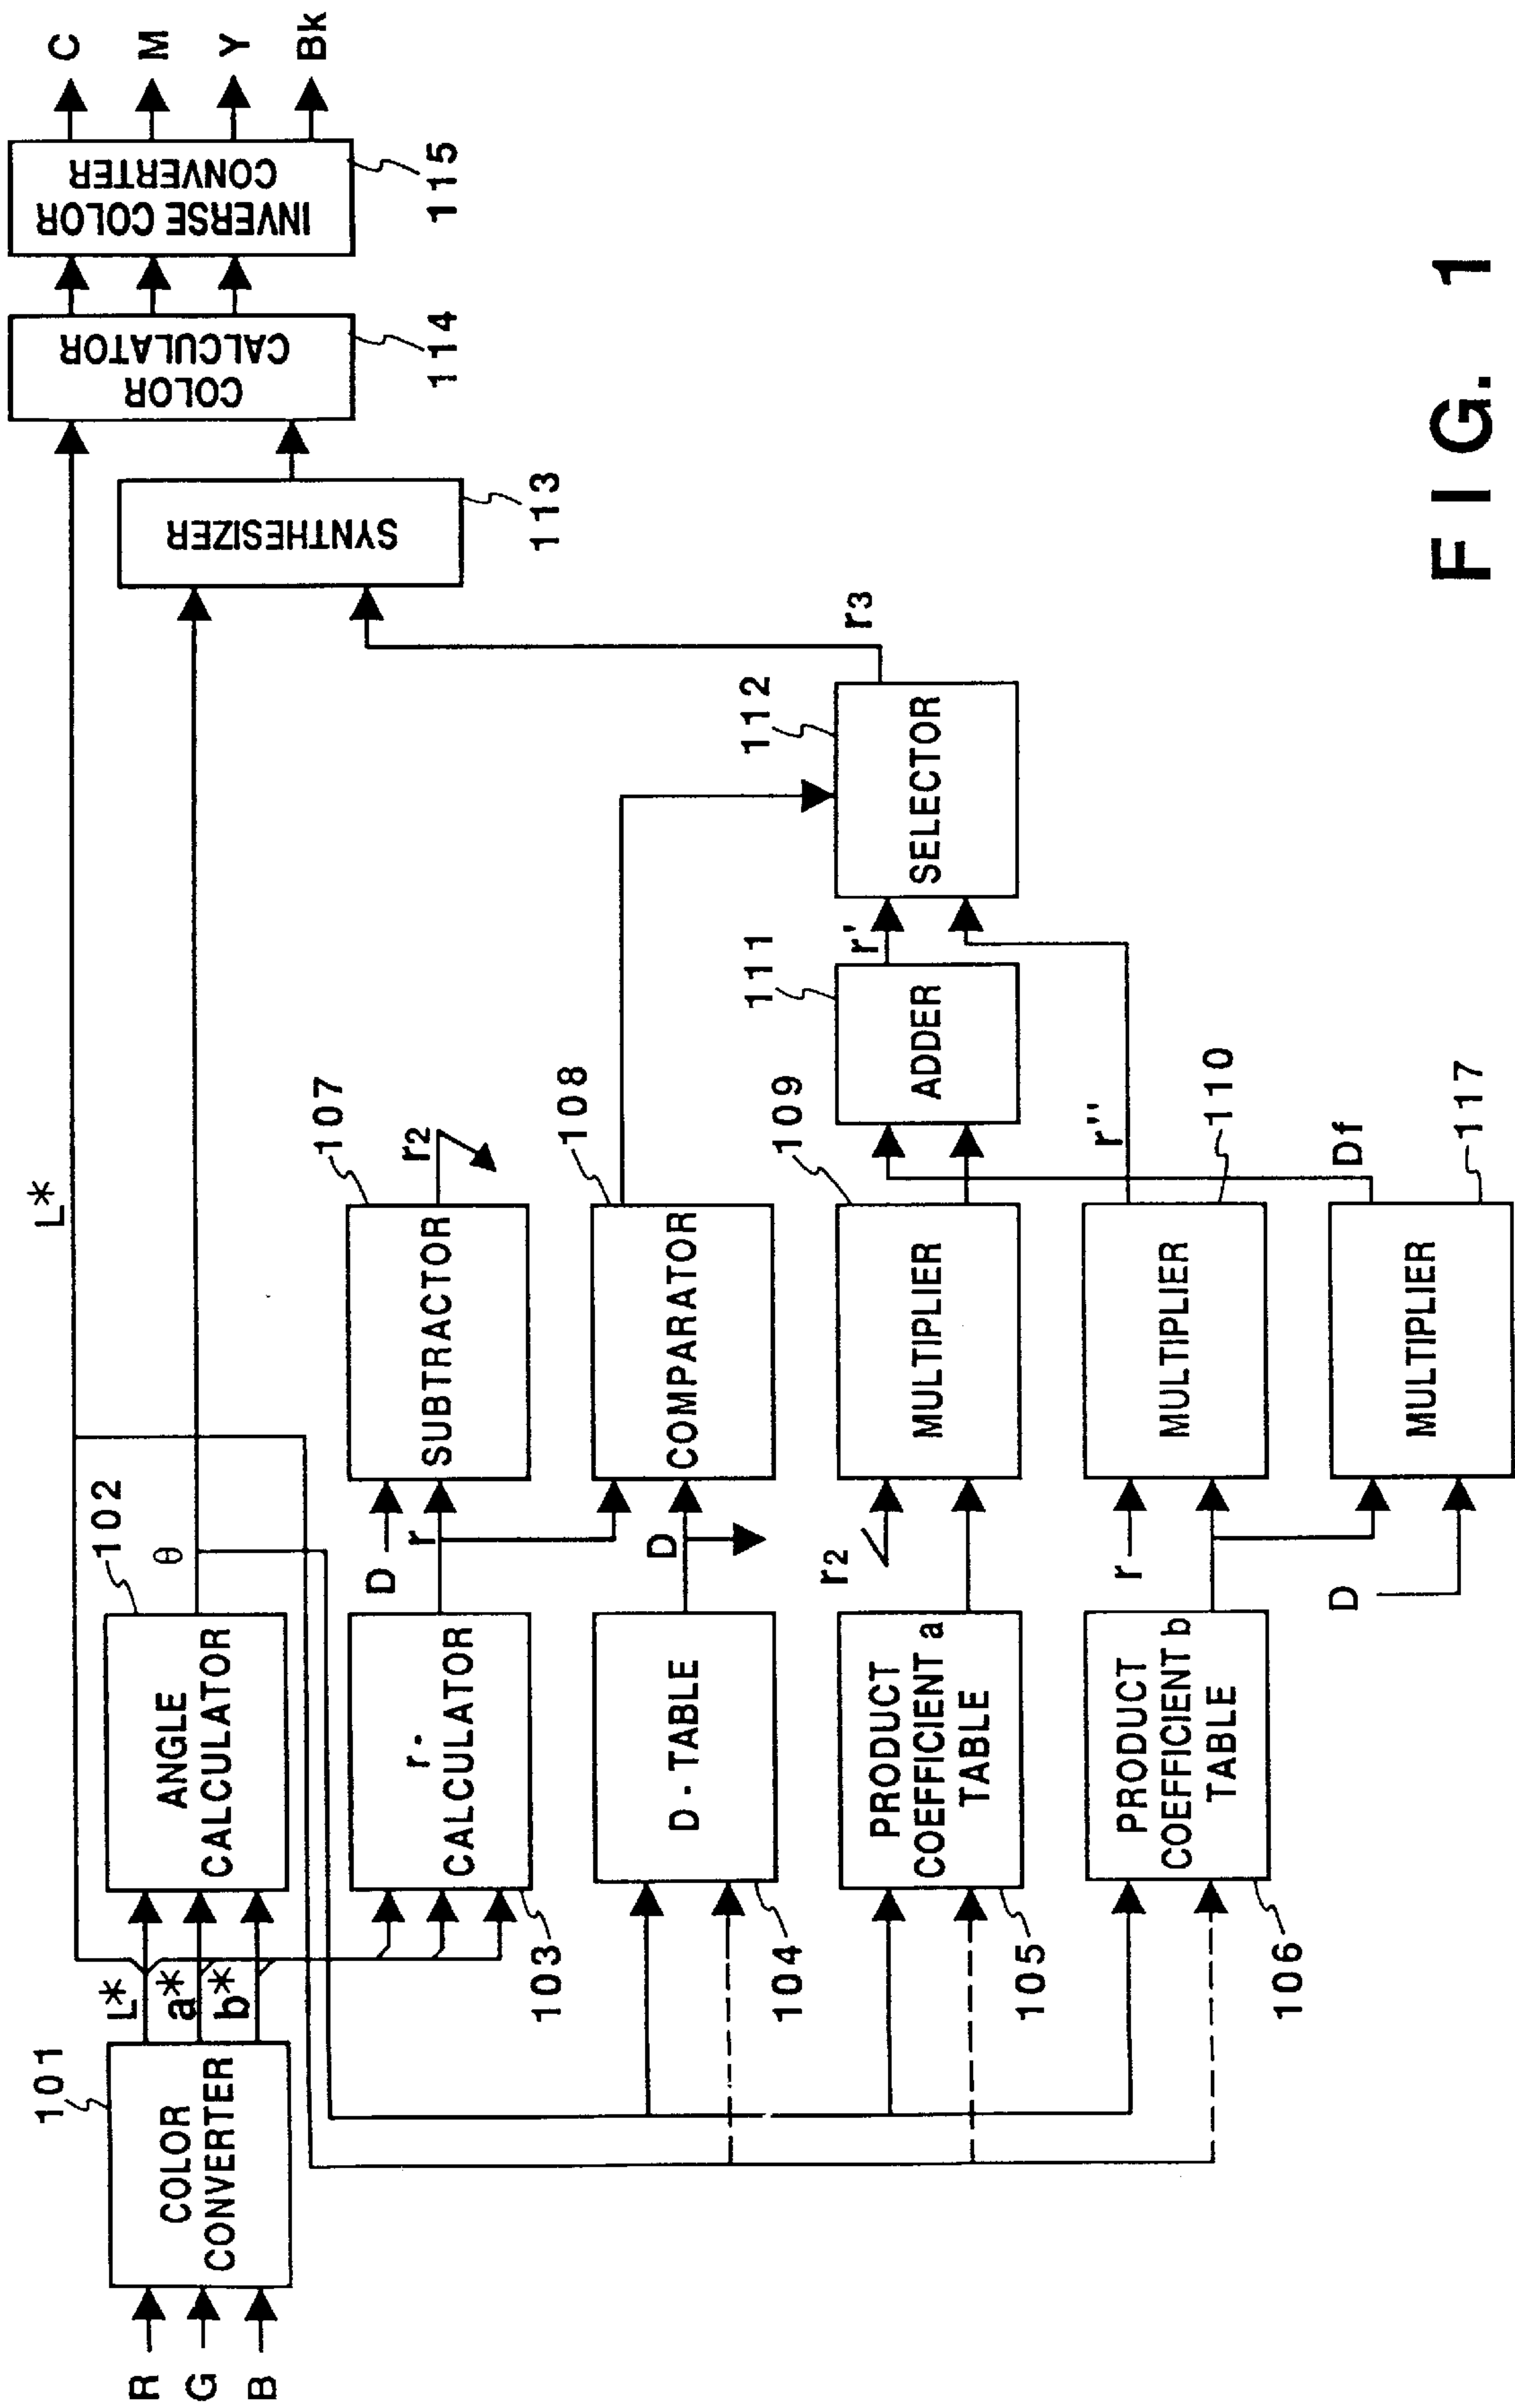 R
G
B
101
COLOR
CONVERTER
L*
a*
b*
L*
102
ANGLE
CALCULATOR
θ
103
r-
CALCULATOR
D
r
107
SUBTRACTOR
r2
104
D-TABLE
D
108
COMPARATOR
105
PRODUCT
COEFFICIENT a
TABLE
r2
109
MULTIPLIER
106
PRODUCT
COEFFICIENT b
TABLE
r
110
MULTIPLIER
r''
D
117
MULTIPLIER
Df
111
ADDER
r'
112
SELECTOR
r3
113
SYNTHESIZER
114
COLOR
CALCULATOR
115
INVERSE COLOR
CONVERTER
C
M
Y
Bk
FIG. 1